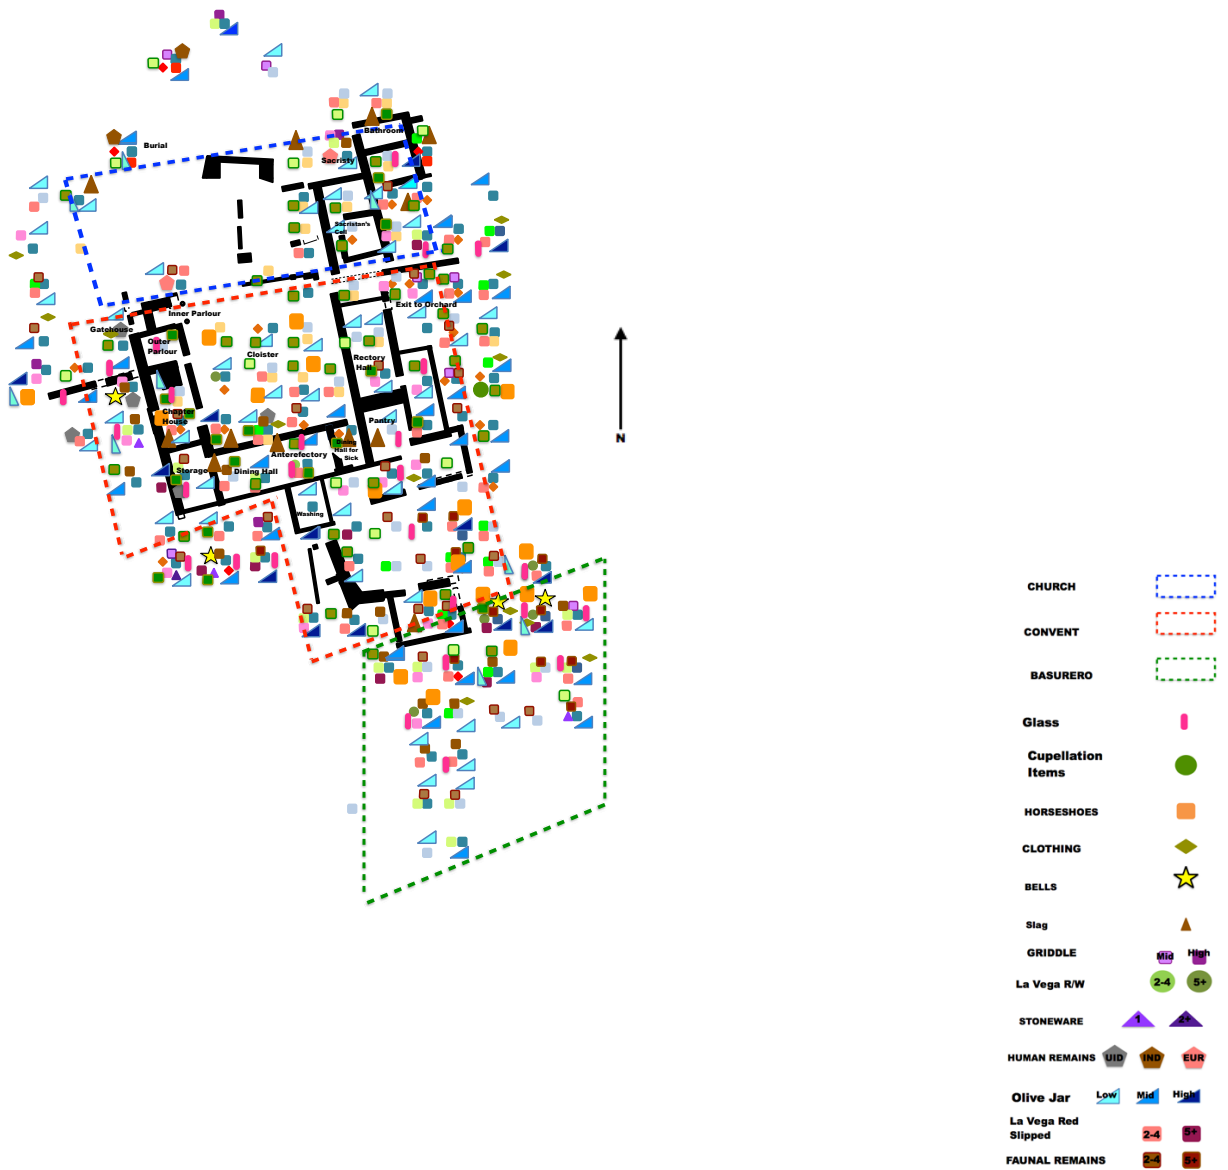 Burial
Bathroom
Sacristy
Sacristan's
Cell
Exit to Orchard
Inner Parlour
Gatehouse
Outer
Parlour
Cloister
Rectory
Hall
Chapter
House
Pantry
Dining
Hall for
Sick
Anterefectory
Storage
Dining Hall
Washing
N
CHURCH
CONVENT
BASURERO
Glass
Cupellation
Items
HORSESHOES
CLOTHING
BELLS
Slag
GRIDDLE Mid High
La Vega R/W 2-4 5+
STONEWARE 1 2+
HUMAN REMAINS UID IND EUR
Olive Jar Low Mid High
La Vega Red
Slipped 2-4 5+
FAUNAL REMAINS 2-4 5+